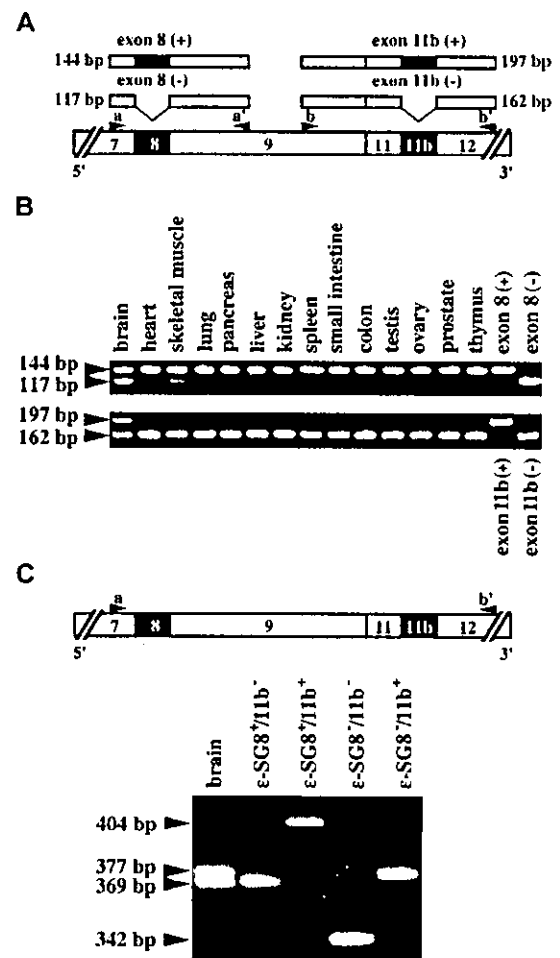 A
exon 8 (+) exon 11b (+)
144 bp 197 bp
exon 8 (-) exon 11b (-)
117 bp 162 bp
a a' b b'
7 8 9 11 11b 12
5' 3'
B
brain
heart
skeletal muscle
lung
pancreas
liver
kidney
spleen
small intestine
colon
testis
ovary
prostate
thymus
exon 8 (+)
exon 8 (-)
144 bp
117 bp
197 bp
162 bp
exon 11b (+)
exon 11b (-)
C
a b'
7 8 9 11 11b 12
5' 3'
brain
ε-SG8⁺/11b⁻
ε-SG8⁺/11b⁺
ε-SG8⁻/11b⁻
ε-SG8⁻/11b⁺
404 bp
377 bp
369 bp
342 bp